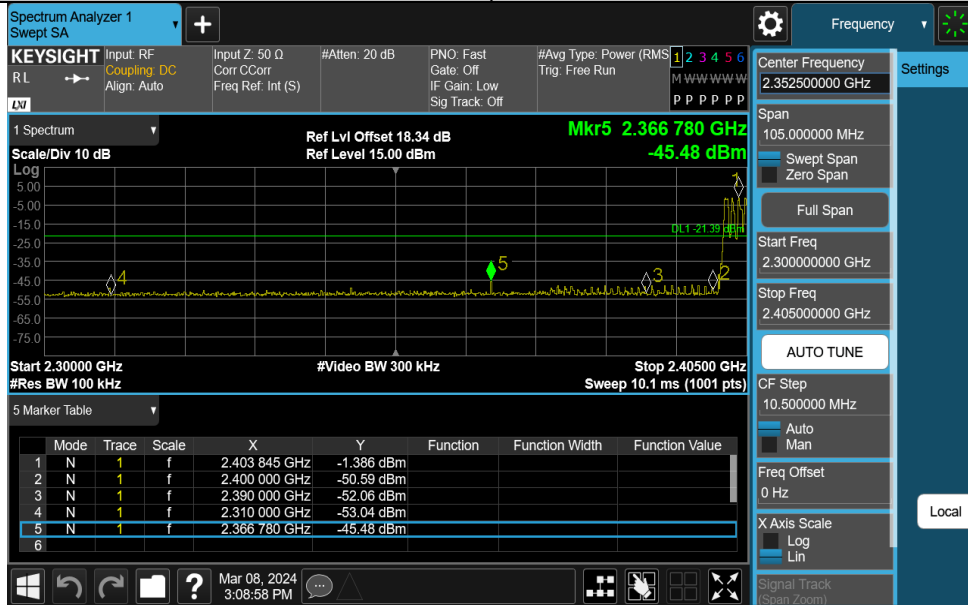 Spectrum Analyzer 1
Swept SA
+
Frequency
KEYSIGHT
RL
LXI
Input: RF
Coupling: DC
Align: Auto
Input Z: 50 Ω
Corr CCorr
Freq Ref: Int (S)
#Atten: 20 dB
PNO: Fast
Gate: Off
IF Gain: Low
Sig Track: Off
#Avg Type: Power (RMS
Trig: Free Run
1 2 3 4 5 6
M W W W W W
P P P P P P
1 Spectrum
Scale/Div 10 dB
Ref Lvl Offset 18.34 dB
Ref Level 15.00 dBm
Mkr5 2.366 780 GHz
-45.48 dBm
Log
5.00
-5.00
-15.0
-25.0
-35.0
-45.0
-55.0
-65.0
-75.0
DL1 -21.39 dBm
1
2
3
4
5
Start 2.30000 GHz
#Video BW 300 kHz
Stop 2.40500 GHz
#Res BW 100 kHz
Sweep 10.1 ms (1001 pts)
5 Marker Table
Mode Trace Scale X Y Function Function Width Function Value
1 N 1 f 2.403 845 GHz -1.386 dBm
2 N 1 f 2.400 000 GHz -50.59 dBm
3 N 1 f 2.390 000 GHz -52.06 dBm
4 N 1 f 2.310 000 GHz -53.04 dBm
5 N 1 f 2.366 780 GHz -45.48 dBm
6
?
Mar 08, 2024
3:08:58 PM
Center Frequency
2.352500000 GHz
Span
105.000000 MHz
Swept Span
Zero Span
Full Span
Start Freq
2.300000000 GHz
Stop Freq
2.405000000 GHz
AUTO TUNE
CF Step
10.500000 MHz
Auto
Man
Freq Offset
0 Hz
X Axis Scale
Log
Lin
Signal Track
(Span Zoom)
Settings
Local